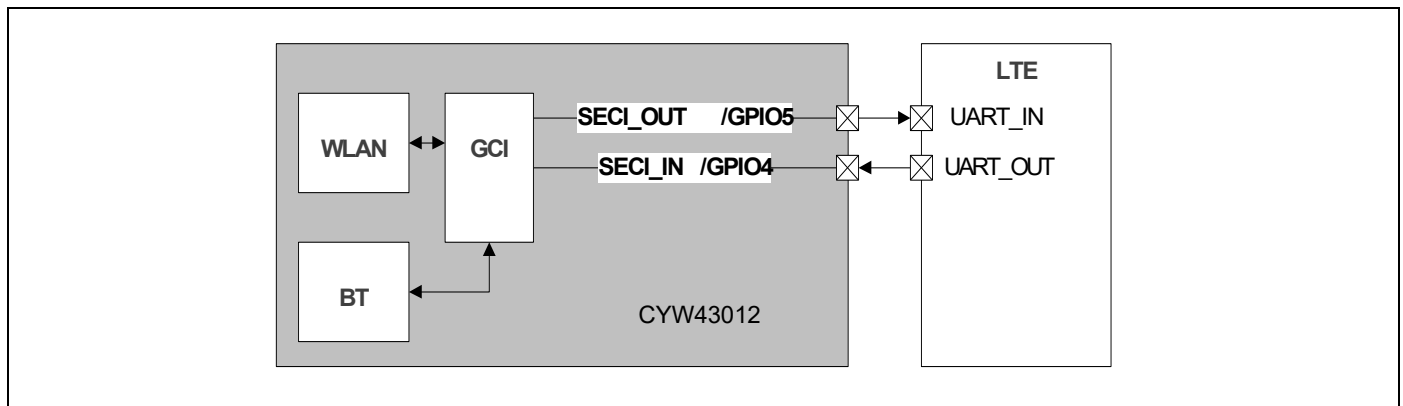 LTE
SECI_OUT /GPIO5
UART_IN
WLAN
GCI
SECI_IN /GPIO4
UART_OUT
BT
CYW43012